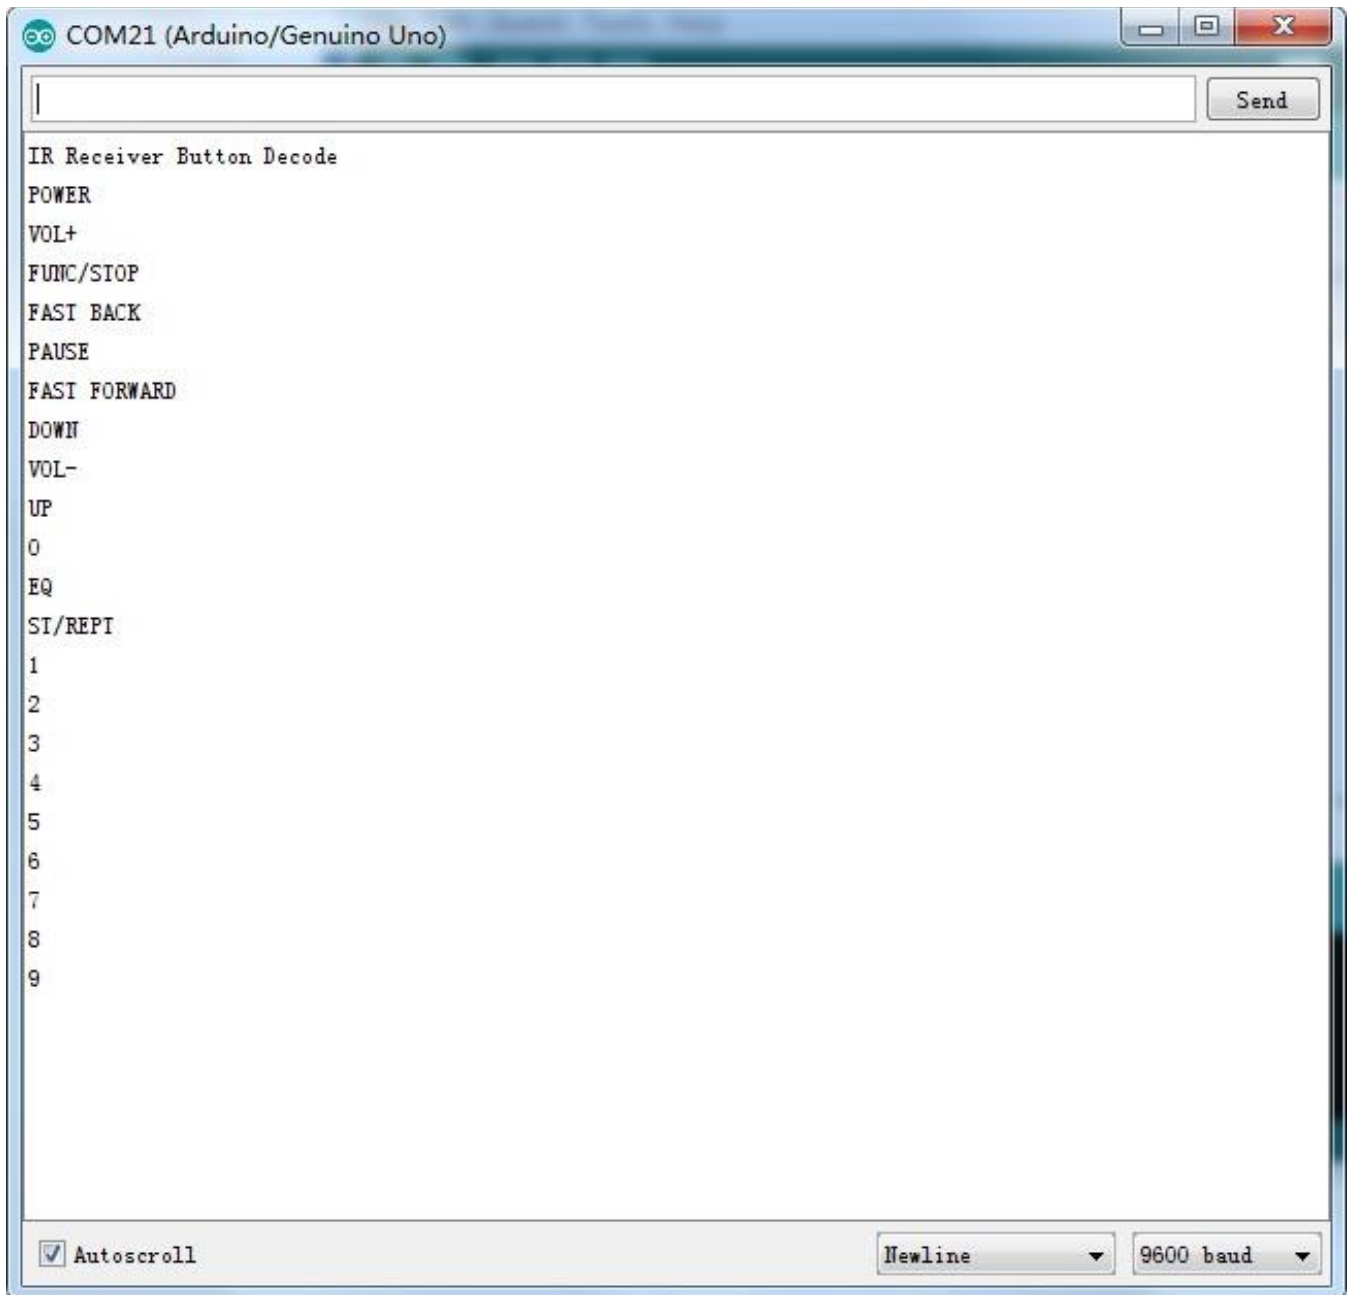 COM21 (Arduino/Genuino Uno)
Send
IR Receiver Button Decode
POWER
VOL+
FUNC/STOP
FAST BACK
PAUSE
FAST FORWARD
DOWN
VOL-
UP
0
EQ
ST/REPT
1
2
3
4
5
6
7
8
9
Autoscroll
Newline
9600 baud